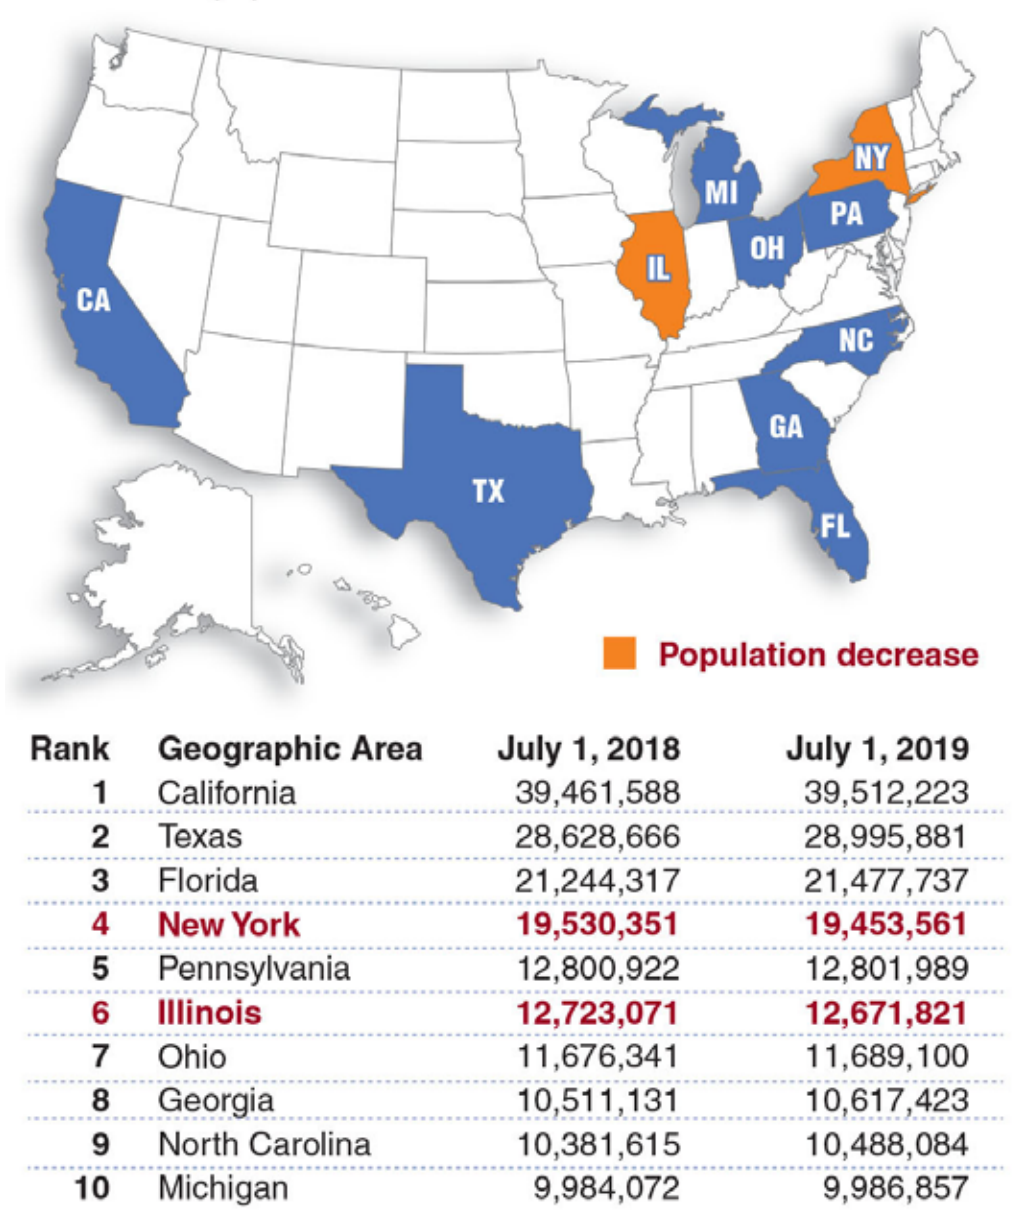 NY
MI
PA
OH
IL
CA
NC
GA
TX
FL
Population decrease
Rank Geographic Area July 1, 2018 July 1, 2019
1 California 39,461,588 39,512,223
2 Texas 28,628,666 28,995,881
3 Florida 21,244,317 21,477,737
4 New York 19,530,351 19,453,561
5 Pennsylvania 12,800,922 12,801,989
6 Illinois 12,723,071 12,671,821
7 Ohio 11,676,341 11,689,100
8 Georgia 10,511,131 10,617,423
9 North Carolina 10,381,615 10,488,084
10 Michigan 9,984,072 9,986,857